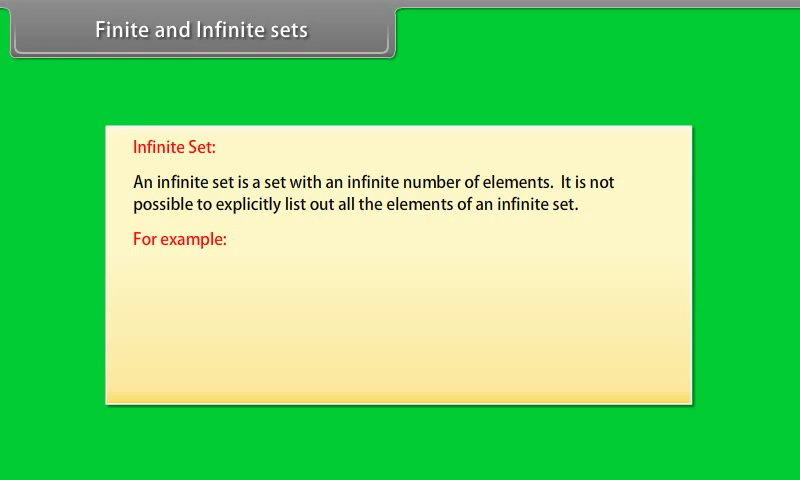 Finite and Infinite sets
Infinite Set:
An infinite set is a set with an infinite number of elements.  It is not
possible to explicitly list out all the elements of an infinite set.
For example: